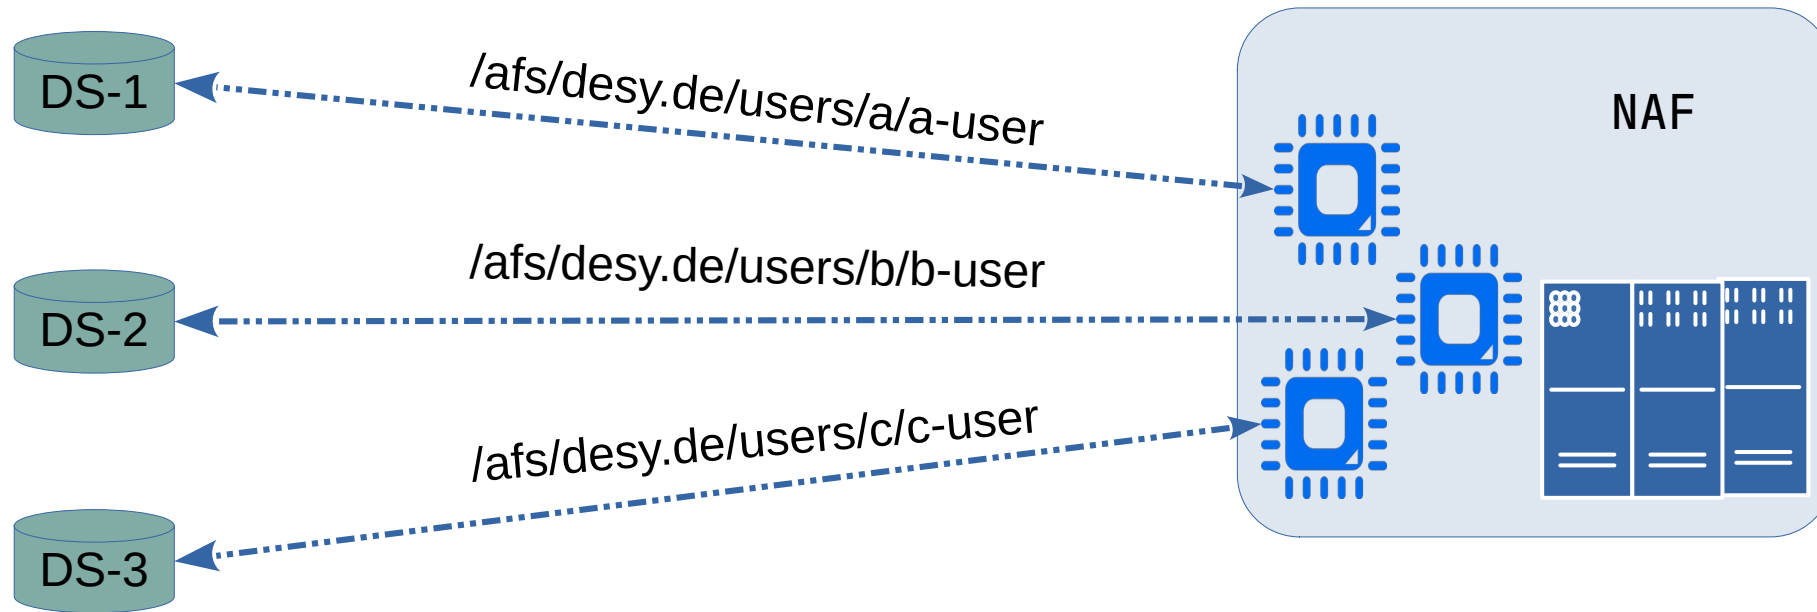 DS-1
/afs/desy.de/users/a/a-user
NAF
DS-2
/afs/desy.de/users/b/b-user
DS-3
/afs/desy.de/users/c/c-user